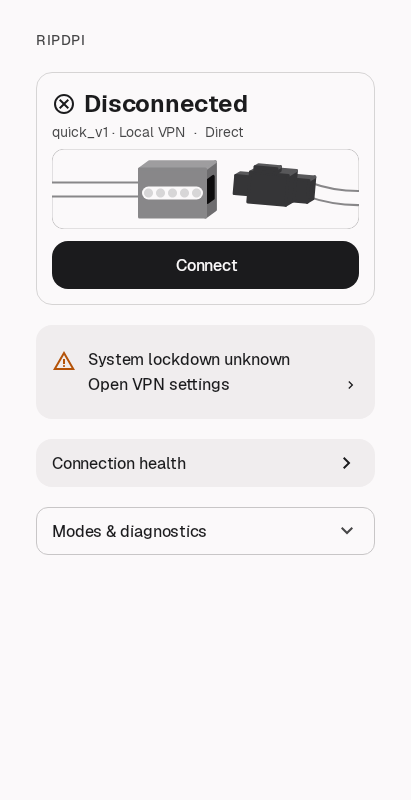 RIPDPI
Disconnected
quick_v1 · Local VPN · Direct
Connect
System lockdown unknown
Open VPN settings
Connection health
Modes & diagnostics